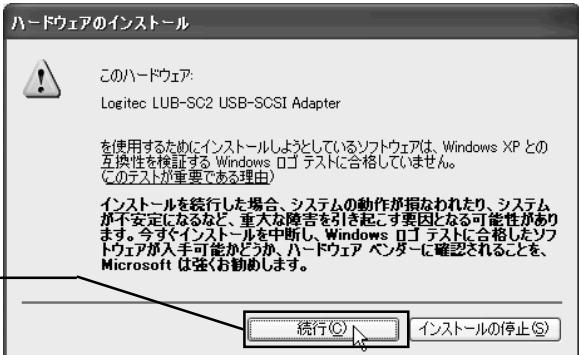 ハードウェアのインストール
このハードウェア:
Logitec LUB-SC2 USB-SCSI Adapter
を使用するためにインストールしようとしているソフトウェアは、Windows XP との
互換性を検証する Windows ロゴ テストに合格していません。
(このテストが重要である理由)
インストールを続行した場合、システムの動作が損なわれたり、システム
が不安定になるなど、重大な障害を引き起こす要因となる可能性があり
ます。今すぐインストールを中断し、Windows ロゴ テストに合格したソフ
トウェアが入手可能かどうか、ハードウェア ベンダーに確認されることを、
Microsoft は強くお勧めします。
続行(C) インストールの停止(S)